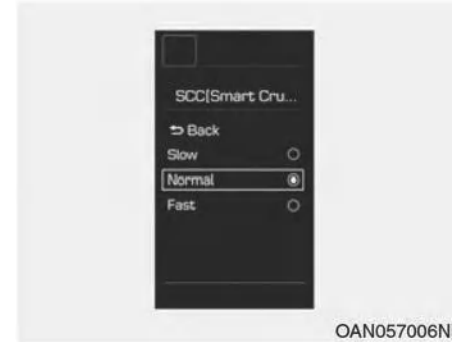 SCC(Smart Cru...
Back
Slow
Normal
Fast
OAN057006N